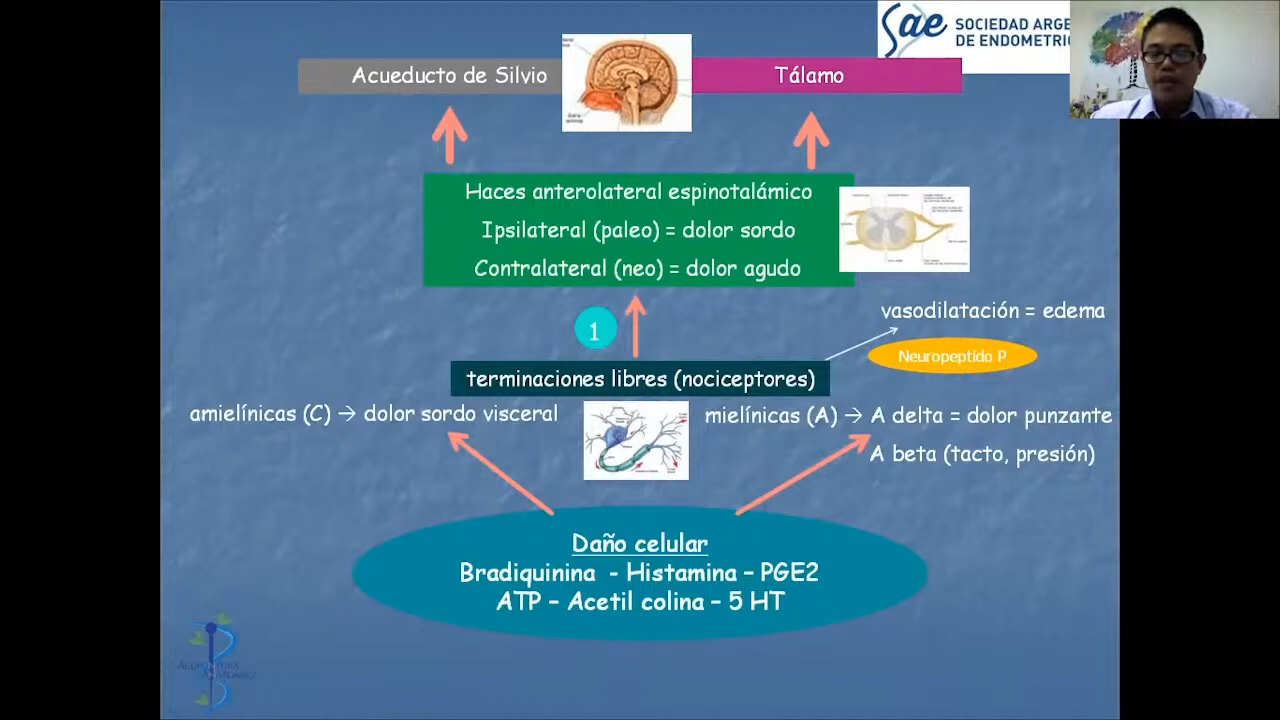 Sae SOCIEDAD ARGE
DE ENDOMETRIO
Acueducto de Silvio
Tálamo
Haces anterolateral espinotalámico
Ipsilateral (paleo) = dolor sordo
Contralateral (neo) = dolor agudo
1
vasodilatación = edema
Neuropeptido P
terminaciones libres (nociceptores)
amielínicas (C) → dolor sordo visceral
mielínicas (A) → A delta = dolor punzante
A beta (tacto, presión)
Daño celular
Bradiquinina - Histamina – PGE2
ATP – Acetil colina – 5 HT